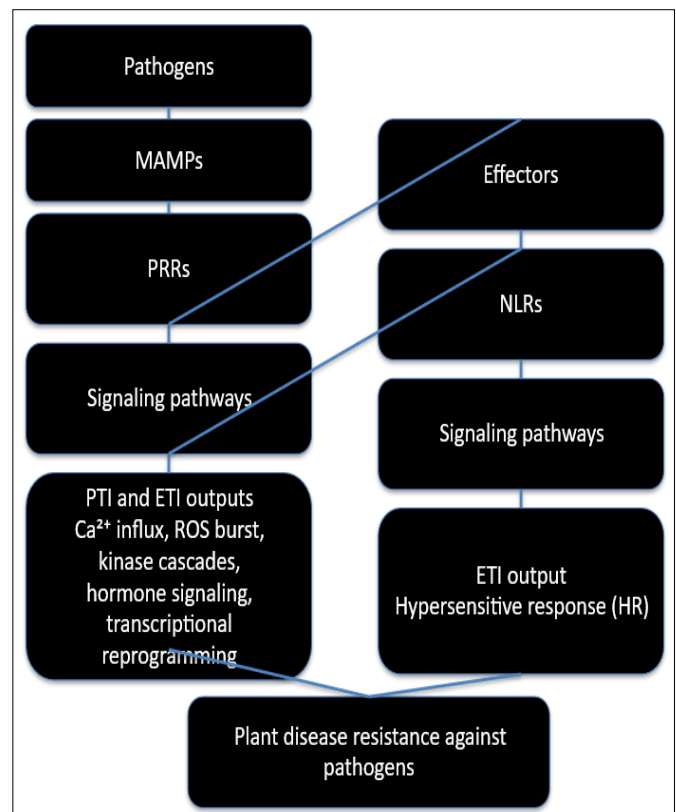 Pathogens
MAMPs
PRRs
Signaling pathways
PTI and ETI outputs
Ca²⁺ influx, ROS burst,
kinase cascades,
hormone signaling,
transcriptional
reprogramming
Effectors
NLRs
Signaling pathways
ETI output
Hypersensitive response (HR)
Plant disease resistance against
pathogens